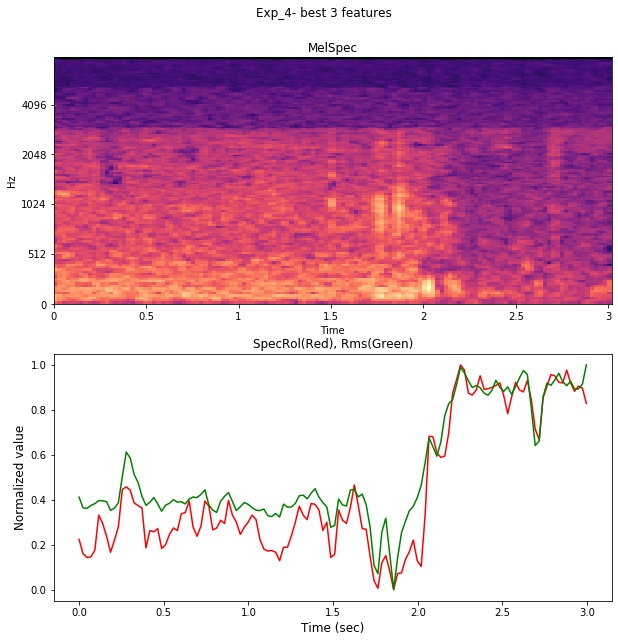 Exp_4- best 3 features
MelSpec
4096
2048
1024
512
0
Hz
0 0.5 1 1.5 2 2.5 3
Time
SpecRol(Red), Rms(Green)
1.0
0.8
0.6
0.4
0.2
0.0
Normalized value
0.0 0.5 1.0 1.5 2.0 2.5 3.0
Time (sec)